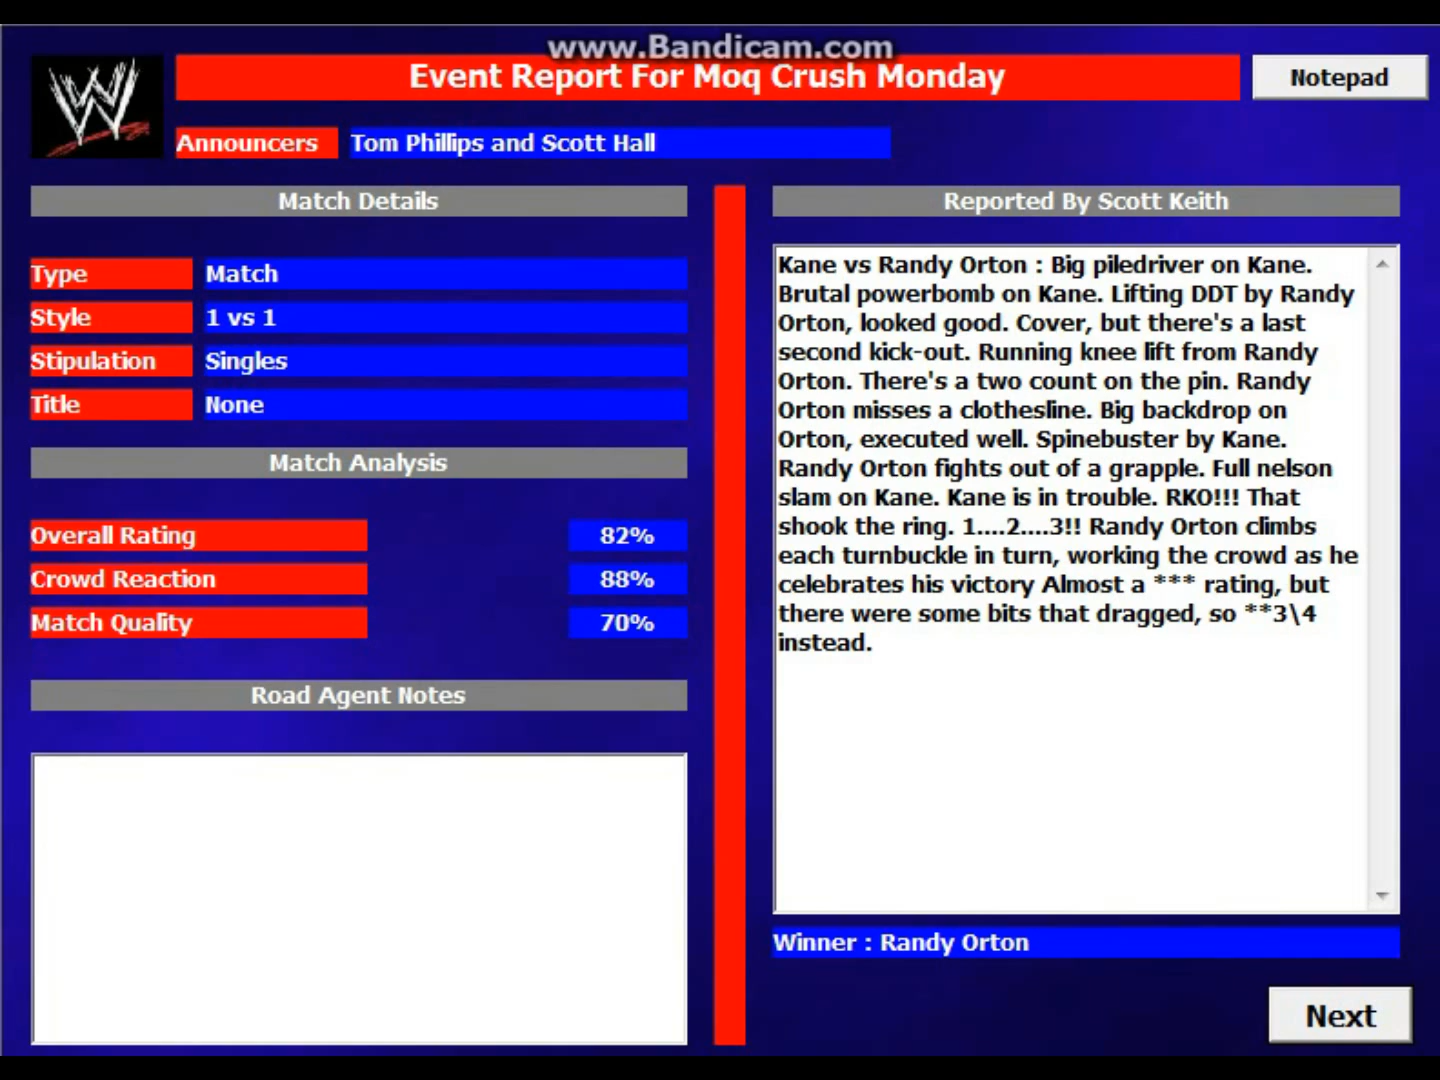 www.Bandicam.com
Event Report For Moq Crush Monday
Notepad
W
Announcers
Tom Phillips and Scott Hall
Match Details
Type
Match
Style
1 vs 1
Stipulation
Singles
Title
None
Match Analysis
Overall Rating
82%
Crowd Reaction
88%
Match Quality
70%
Road Agent Notes
Reported By Scott Keith
Kane vs Randy Orton : Big piledriver on Kane.
Brutal powerbomb on Kane. Lifting DDT by Randy
Orton, looked good. Cover, but there's a last
second kick-out. Running knee lift from Randy
Orton. There's a two count on the pin. Randy
Orton misses a clothesline. Big backdrop on
Orton, executed well. Spinebuster by Kane.
Randy Orton fights out of a grapple. Full nelson
slam on Kane. Kane is in trouble. RKO!!! That
shook the ring. 1....2....3!! Randy Orton climbs
each turnbuckle in turn, working the crowd as he
celebrates his victory Almost a *** rating, but
there were some bits that dragged, so **3\4
instead.
Winner : Randy Orton
Next